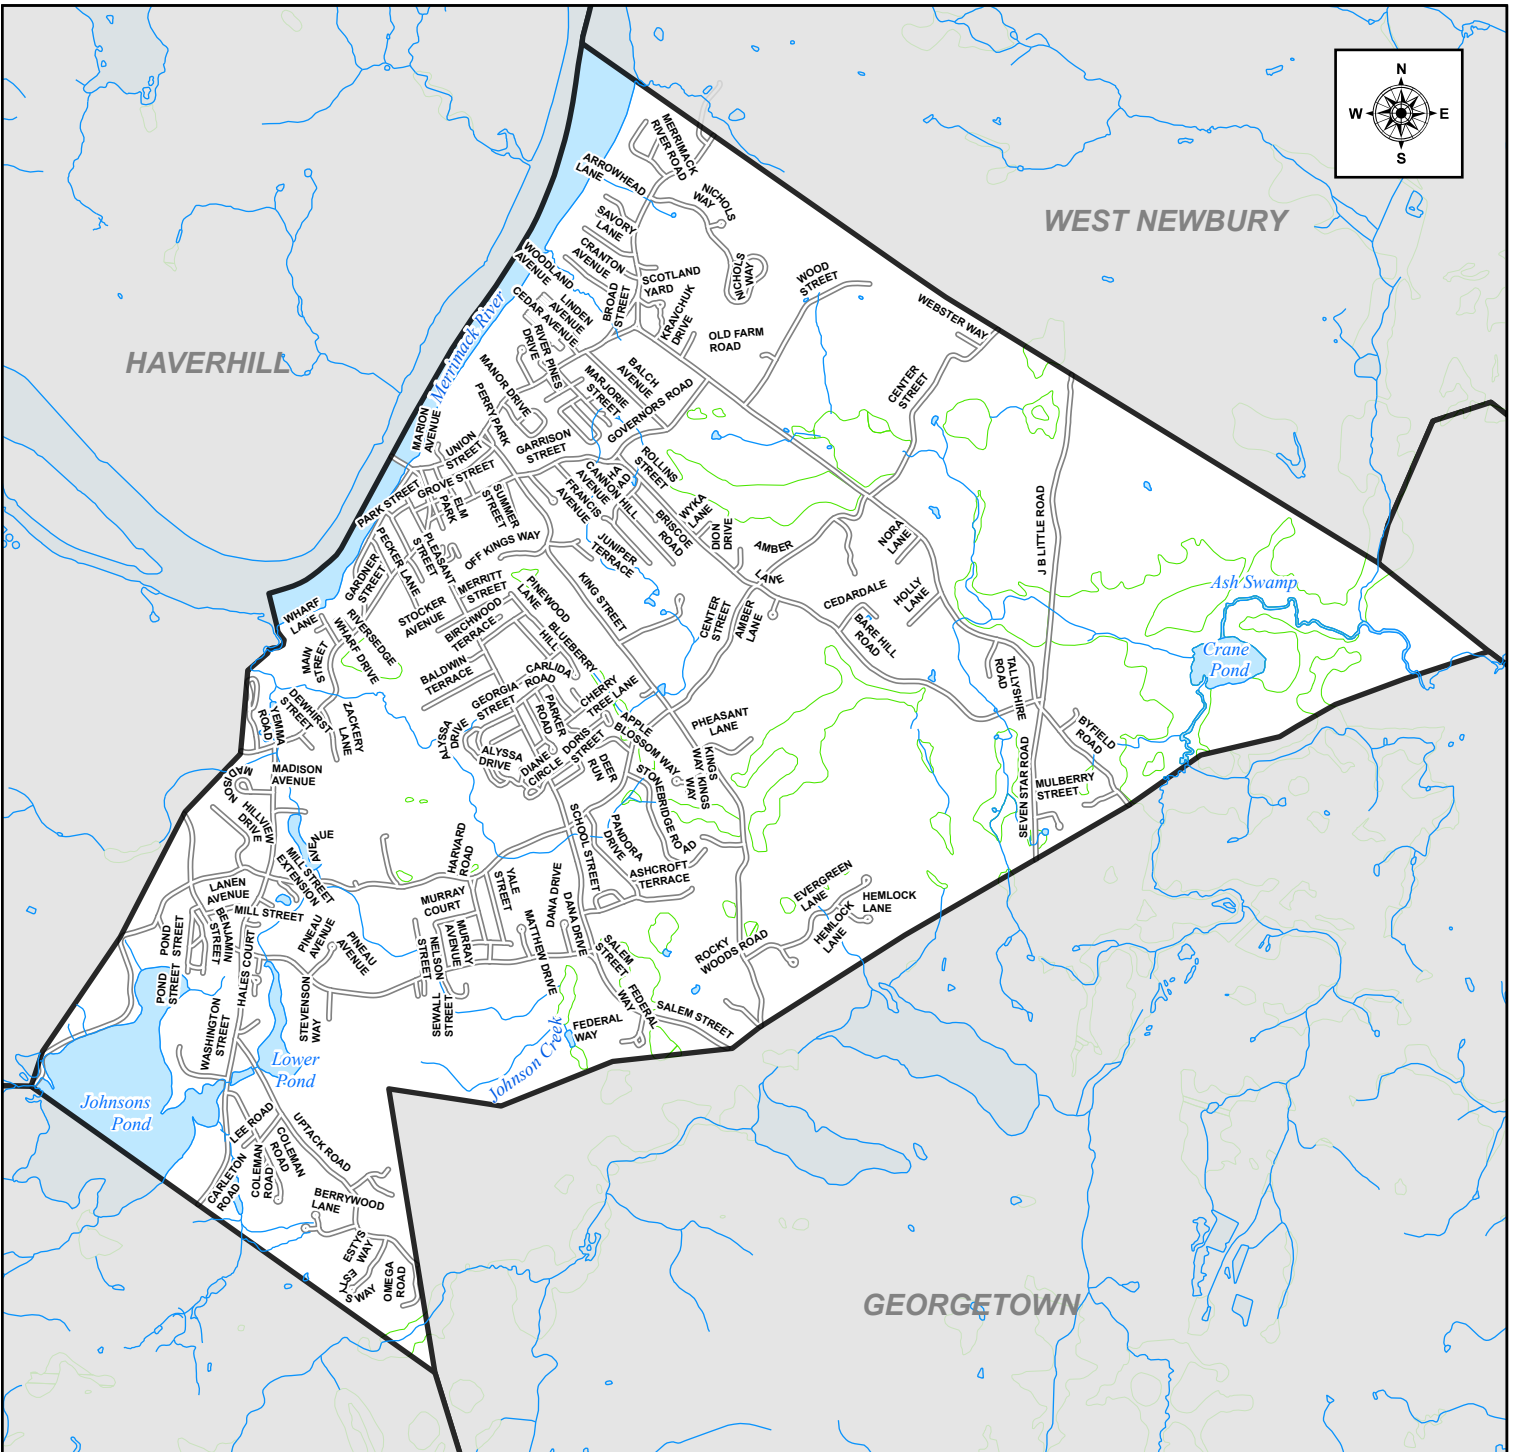 N
W E
S
WEST NEWBURY
HAVERHILL
GEORGETOWN
Merrimack River
Ash Swamp
Crane
Pond
Johnson Creek
Lower
Pond
Johnsons
Pond
MERRIMACK
RIVER ROAD
ARROWHEAD
LANE
NICHOLS
WAY
SAVORY
LANE
CRANTON
AVENUE
WOODLAND
AVENUE
SCOTLAND
YARD
NICHOLS
WAY
WOOD
STREET
WEBSTER WAY
CEDAR AVENUE
LINDEN
AVENUE
BROAD
STREET
KRAVCHUK
DRIVE
OLD FARM
ROAD
RIVER PINES
DRIVE
MANOR DRIVE
BALCH
AVENUE
MARJORIE
STREET
GOVERNORS ROAD
CENTER
STREET
PERRY PARK
MARION
AVENUE
UNION
STREET
GARRISON
STREET
GROVE STREET
PARK STREET
ELM
PARK
SUMMER
STREET
ROLLINS
STREET
CANNON HILL
AVENUE
HA
AD
FRANCIS
AVENUE
WYKA
LANE
BRISCOE
ROAD
DION
DRIVE
JUNIPER
TERRACE
AMBER
LANE
NORA
LANE
J B LITTLE ROAD
PECKER LANE
PLEASANT
STREET
OFF KINGS WAY
GARDNER
STREET
MERRITT
STREET
PINEWOOD
LANE
KING STREET
STOCKER
AVENUE
BIRCHWOOD
TERRACE
BLUEBERRY
HILL
CENTER
STREET
AMBER
LANE
CEDARDALE
BARE HILL
ROAD
HOLLY
LANE
WHARF
LANE
RIVERSEDGE
WHARF DRIVE
MAIN
STREET
BALDWIN
TERRACE
CARLIDA
ROAD
GEORGIA
STREET
CHERRY
TREE LANE
PARKER
ROAD
TALLYSHIRE
ROAD
DEWHIRST
STREET
YEMMA
ROAD
ZACKERY
LANE
ALYSSA
DRIVE
ALYSSA
DRIVE
DIANE
CIRCLE
DORIS
STREET
APPLE
BLOSSOM WAY
PHEASANT
LANE
BYFIELD
ROAD
DEER
RUN
STONEBRIDGE ROAD
KINGS
WAY
KINGS
WAY
MADISON
MADISON
AVENUE
AVENUE
SEVEN STAR ROAD
MULBERRY
STREET
HILLVIEW
DRIVE
MILL STREET
EXTENSION
HARVARD
ROAD
SCHOOL STREET
PANDORA
DRIVE
ASHCROFT
TERRACE
LANEN
AVENUE
MILL STREET
MURRAY
COURT
YALE
STREET
DANA DRIVE
DANA DRIVE
EVERGREEN
LANE
HEMLOCK
LANE
HEMLOCK
LANE
POND
STREET
POND
STREET
BENJAMIN
STREET
HALES COURT
PINEAU
AVENUE
PINEAU
AVENUE
NELSON
STREET
MURRAY
AVENUE
MATTHEW DRIVE
SALEM
STREET
ROCKY
WOODS ROAD
WASHINGTON
STREET
STEVENSON
WAY
SEWALL
STREET
FEDERAL
WAY
FEDERAL
WAY
SALEM STREET
LEE ROAD
COLEMAN
ROAD
COLEMAN
ROAD
UPTACK ROAD
CARLETON
ROAD
BERRYWOOD
LANE
ESTYS
WAY
ESTYS WAY
OMEGA
ROAD